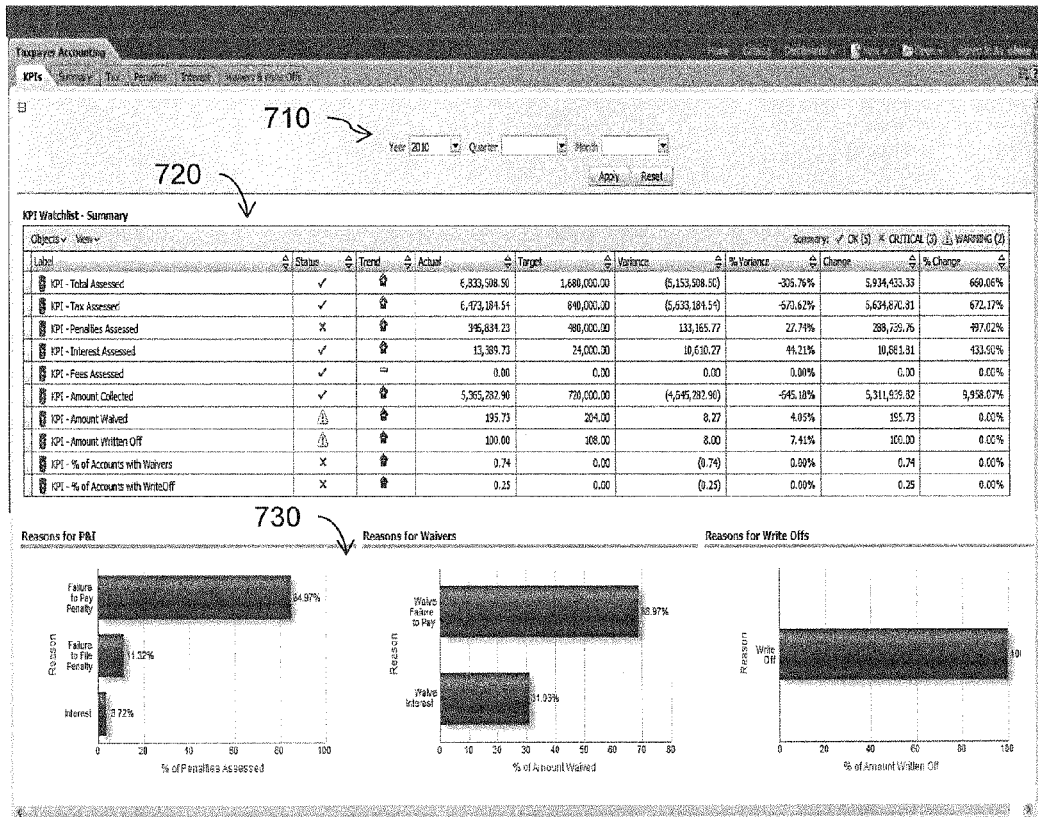 Taxpayer Accounting
KPIs Summary Tax Penalties Interest Waivers & Write Offs
710
Year 2010 Quarter Month
Apply Reset
720
KPI Watchlist - Summary
Objects View Summary: ✓ OK (5) × CRITICAL (3) WARNING (2)
Label Status Trend Actual Target Variance % Variance Change % Change
KPI - Total Assessed ✓ 6,833,508.50 1,680,000.00 (5,153,508.50) -306.76% 5,934,433.33 660.06%
KPI - Tax Assessed ✓ 6,473,184.54 840,000.00 (5,633,184.54) -670.62% 5,634,870.81 672.17%
KPI - Penalties Assessed X 346,834.23 480,000.00 133,165.77 27.74% 288,739.76 497.02%
KPI - Interest Assessed ✓ 13,389.73 24,000.00 10,610.27 44.21% 10,881.81 433.90%
KPI - Fees Assessed ✓ 0.00 0.00 0.00 0.00% 0.00 0.00%
KPI - Amount Collected ✓ 5,365,282.90 720,000.00 (4,645,282.90) -645.18% 5,311,939.82 9,958.07%
KPI - Amount Waived 195.73 204.00 8.27 4.05% 195.73 0.00%
KPI - Amount Written Off 100.00 108.00 8.00 7.41% 100.00 0.00%
KPI - % of Accounts with Waivers X 0.74 0.00 (0.74) 0.00% 0.74 0.00%
KPI - % of Accounts with WriteOff X 0.25 0.00 (0.25) 0.00% 0.25 0.00%
730
Reasons for P&I Reasons for Waivers Reasons for Write Offs
Reason
Failure
to Pay
Penalty
84.97%
Failure
to File
Penalty
11.32%
Interest
3.72%
0 20 40 60 80 100
% of Penalties Assessed
Reason
Waive
Failure
to Pay
68.97%
Waive
Interest
31.03%
0 10 20 30 40 50 60 70 80
% of Amount Waived
Reason
Write
Off
0 20 40 60 80 100
% of Amount Written Off